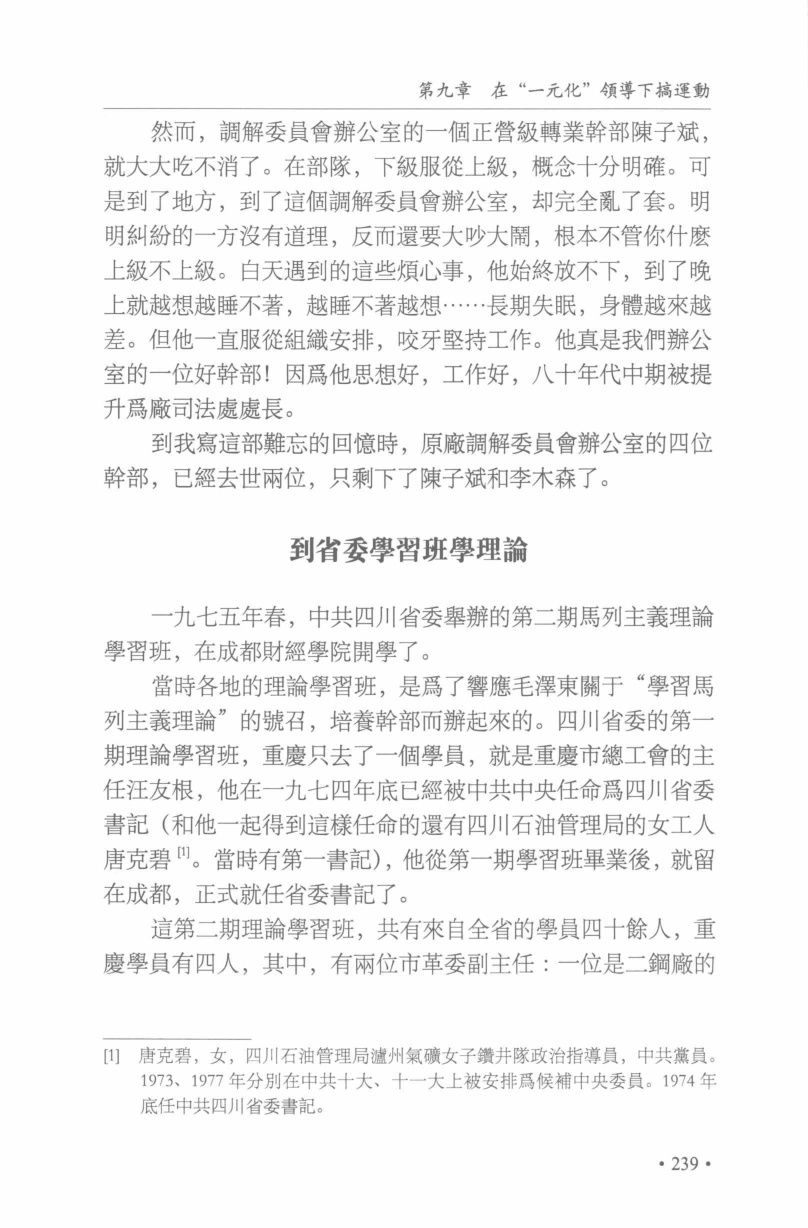 第九章　在“一元化”領導下搞運動
然而，調解委員會辦公室的一個正營級轉業幹部陳子斌，
就大大吃不消了。在部隊，下級服從上級，概念十分明確。可
是到了地方，到了這個調解委員會辦公室，却完全亂了套。明
明糾紛的一方沒有道理，反而還要大吵大鬧，根本不管你什麽
上級不上級。白天遇到的這些煩心事，他始終放不下，到了晚
上就越想越睡不著，越睡不著越想……長期失眠，身體越來越
差。但他一直服從組織安排，咬牙堅持工作。他真是我們辦公
室的一位好幹部！因爲他思想好，工作好，八十年代中期被提
升爲廠司法處處長。
到我寫這部難忘的回憶時，原廠調解委員會辦公室的四位
幹部，已經去世兩位，只剩下了陳子斌和李木森了。
到省委學習班學理論
一九七五年春，中共四川省委舉辦的第二期馬列主義理論
學習班，在成都財經學院開學了。
當時各地的理論學習班，是爲了響應毛澤東關于“學習馬
列主義理論”的號召，培養幹部而辦起來的。四川省委的第一
期理論學習班，重慶只去了一個學員，就是重慶市總工會的主
任汪友根，他在一九七四年底已經被中共中央任命爲四川省委
書記（和他一起得到這樣任命的還有四川石油管理局的女工人
唐克碧[1]。當時有第一書記），他從第一期學習班畢業後，就留
在成都，正式就任省委書記了。
這第二期理論學習班，共有來自全省的學員四十餘人，重
慶學員有四人，其中，有兩位市革委副主任：一位是二鋼廠的
[1]　唐克碧，女，四川石油管理局瀘州氣礦女子鑽井隊政治指導員，中共黨員。
1973、1977 年分別在中共十大、十一大上被安排爲候補中央委員。1974 年
底任中共四川省委書記。
• 239 •